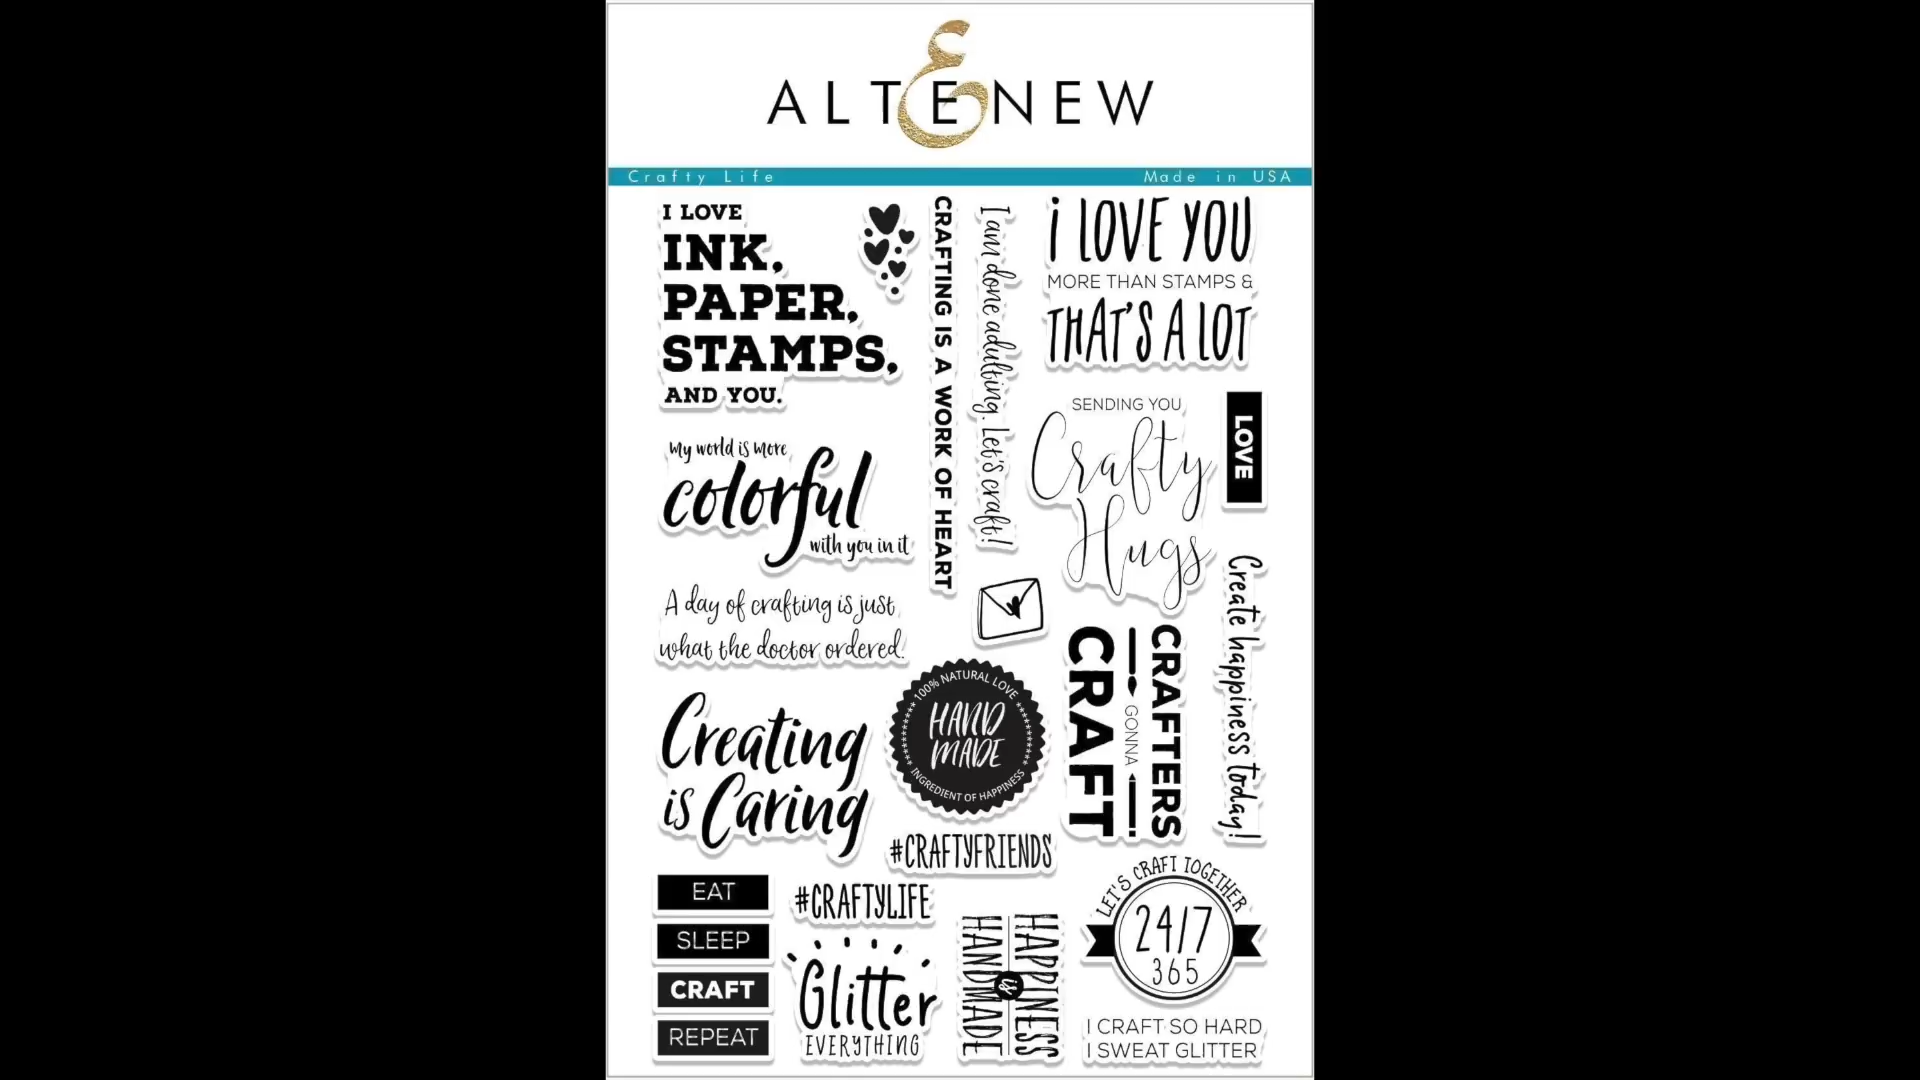 ALTENEW
Crafty Life
Made in USA
I LOVE
INK,
PAPER,
STAMPS,
AND YOU.
CRAFTING IS A WORK OF HEART
I am done adulting. Let's craft!
i LOVE YOU
MORE THAN STAMPS &
THAT'S A LOT
SENDING YOU
Crafty
Hugs
LOVE
my world is more
colorful
with you in it
A day of crafting is just
what the doctor ordered.
Create happiness today!
CRAFTERS
GONNA
CRAFT
100% NATURAL LOVE
HAND
MADE
INGREDIENT OF HAPPINESS
Creating
is Caring
#CRAFTYFRIENDS
#CRAFTYLIFE
EAT
SLEEP
CRAFT
REPEAT
Glitter
EVERYTHING
HAPPINESS
is
HANDMADE
LET'S CRAFT TOGETHER
24/7
365
I CRAFT SO HARD
I SWEAT GLITTER